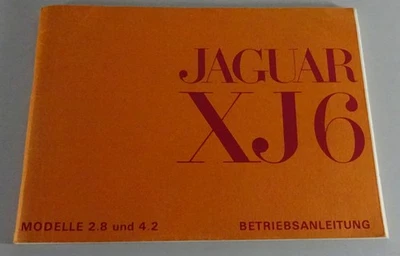 JAGUAR
XJ6
MODELLE 2.8 und 4.2
BETRIEBSANLEITUNG